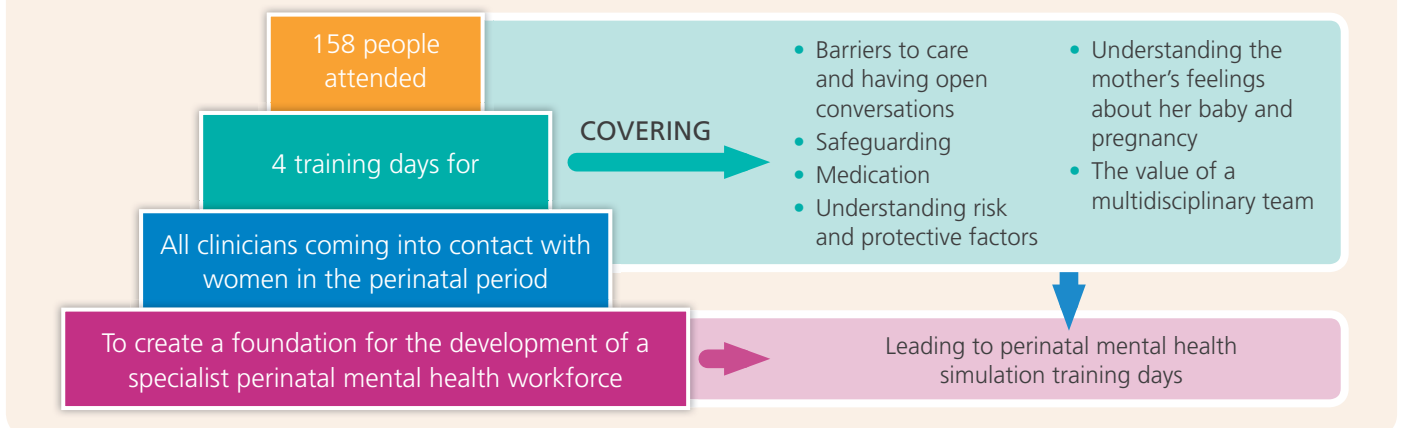 158 people
attended
4 training days for
All clinicians coming into contact with
women in the perinatal period
To create a foundation for the development of a
specialist perinatal mental health workforce
COVERING
• Barriers to care
and having open
conversations
• Safeguarding
• Medication
• Understanding risk
and protective factors
• Understanding the
mother’s feelings
about her baby and
pregnancy
• The value of a
multidisciplinary team
Leading to perinatal mental health
simulation training days